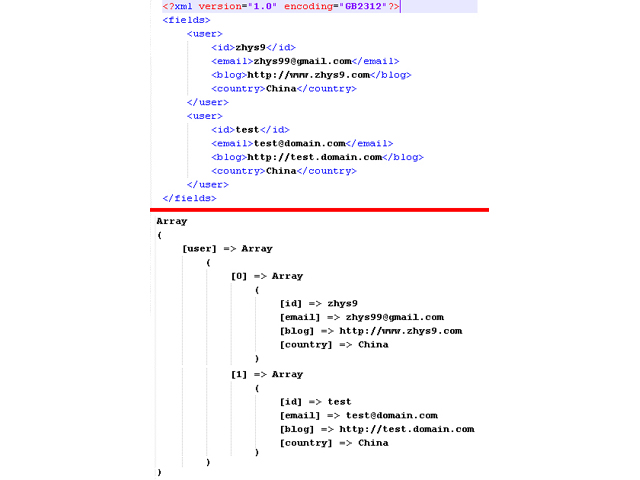 <?xml version="1.0" encoding="GB2312"?>
<fields>
<user>
<id>zhys9</id>
<email>zhys99@gmail.com</email>
<blog>http://www.zhys9.com</blog>
<country>China</country>
</user>
<user>
<id>test</id>
<email>test@domain.com</email>
<blog>http://test.domain.com</blog>
<country>China</country>
</user>
</fields>
Array
(
[user] => Array
(
[0] => Array
(
[id] => zhys9
[email] => zhys99@gmail.com
[blog] => http://www.zhys9.com
[country] => China
)
[1] => Array
(
[id] => test
[email] => test@domain.com
[blog] => http://test.domain.com
[country] => China
)
)
)